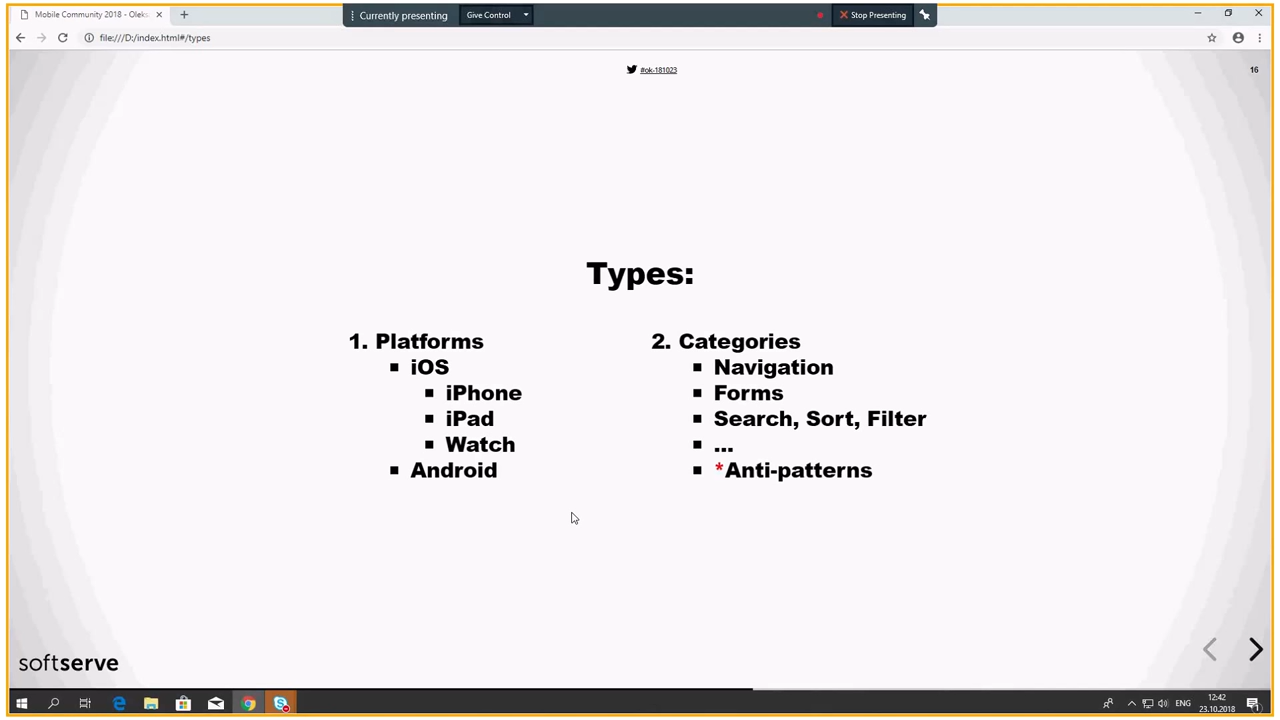 Mobile Community 2018 - Oleks
Currently presenting
Give Control
Stop Presenting
file:///D:/index.html#/types
#ok-181023
16
Types:
1. Platforms
iOS
iPhone
iPad
Watch
Android
2. Categories
Navigation
Forms
Search, Sort, Filter
...
*Anti-patterns
softserve
ENG
12:42
23.10.2018
1